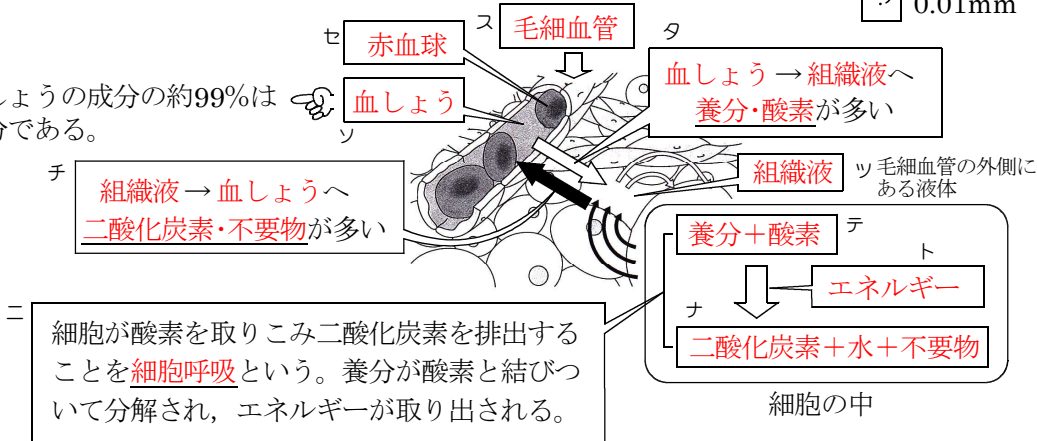 0.01mm
ス 毛細血管
セ 赤血球
ソ 血しょう
しょうの成分の約99%は
分である。
タ
血しょう→組織液へ
養分・酸素が多い
チ
組織液→血しょうへ
二酸化炭素・不要物が多い
組織液 ツ 毛細血管の外側に
ある液体
養分+酸素 テ
ト
エネルギー
ナ
二酸化炭素+水+不要物
細胞の中
ニ
細胞が酸素を取りこみ二酸化炭素を排出する
ことを細胞呼吸という。養分が酸素と結びつ
いて分解され，エネルギーが取り出される。